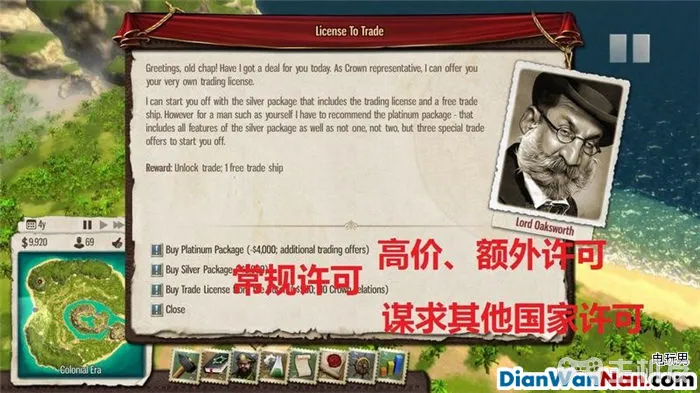 License To Trade
Greetings, old chap! Have I got a deal for you today. As Crown representative, I can offer you
your very own trading license.
I can start you off with the silver package that includes the trading license and a free trade
ship. However for a man such as yourself I have to recommend the platinum package - that
includes all features of the silver package as well as not one, not two, but three special trade
offers to start you off.
Reward: Unlock trade; 1 free trade ship
Lord Oaksworth
4y
$ 9,920
69
Buy Platinum Package (-$4,000; additional trading offers)
高价、额外许可
Buy Silver Package
常规许可
Buy Trade License from the
Crown relations)
谋求其他国家许可
Close
Colonial Era
电玩男
DianWanNan.com